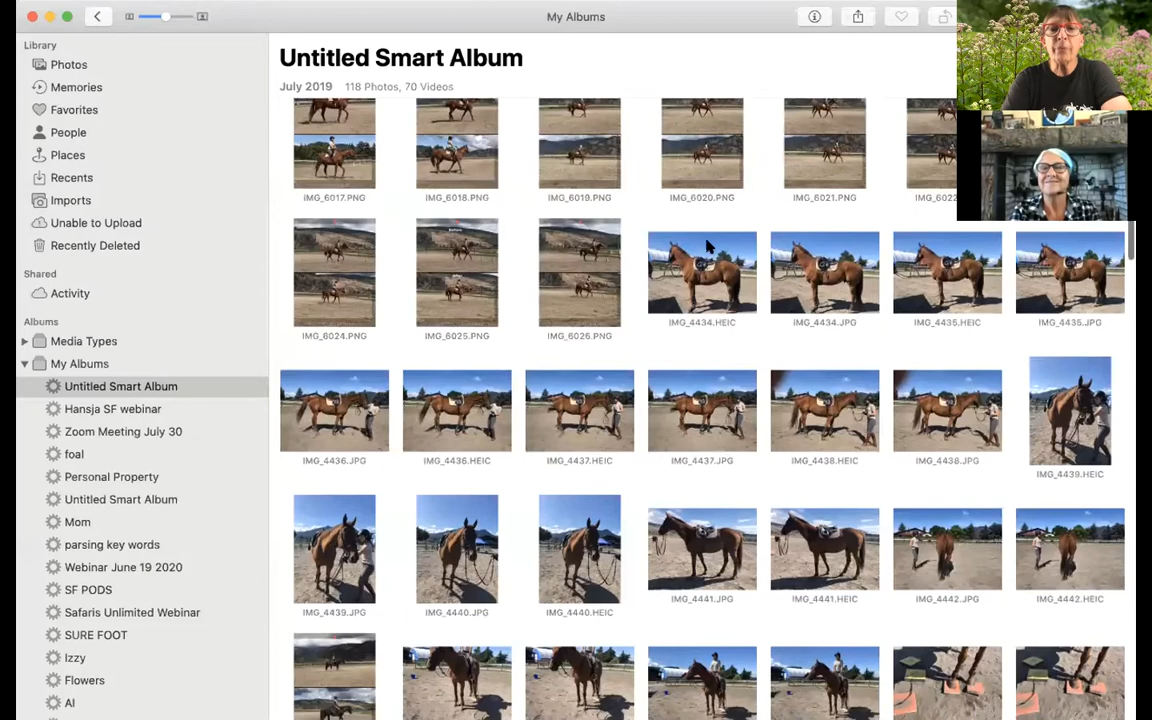 My Albums
Library
Photos
Memories
Favorites
People
Places
Recents
Imports
Unable to Upload
Recently Deleted
Shared
Activity
Albums
Media Types
My Albums
Untitled Smart Album
Hansja SF webinar
Zoom Meeting July 30
foal
Personal Property
Untitled Smart Album
Mom
parsing key words
Webinar June 19 2020
SF PODS
Safaris Unlimited Webinar
SURE FOOT
Izzy
Flowers
AI
Untitled Smart Album
July 2019 118 Photos, 70 Videos
IMG_6017.PNG IMG_6018.PNG IMG_6019.PNG IMG_6020.PNG IMG_6021.PNG IMG_6022
IMG_6024.PNG IMG_6025.PNG IMG_6026.PNG IMG_4434.HEIC IMG_4434.JPG IMG_4435.HEIC IMG_4435.JPG
IMG_4436.JPG IMG_4436.HEIC IMG_4437.HEIC IMG_4437.JPG IMG_4438.HEIC IMG_4438.JPG IMG_4439.HEIC
IMG_4439.JPG IMG_4440.JPG IMG_4440.HEIC IMG_4441.JPG IMG_4441.HEIC IMG_4442.JPG IMG_4442.HEIC